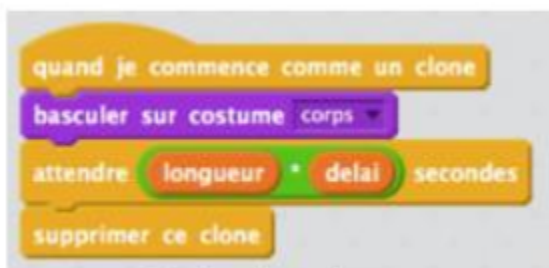 quand je commence comme un clone
basculer sur costume corps
attendre longueur * delai secondes
supprimer ce clone